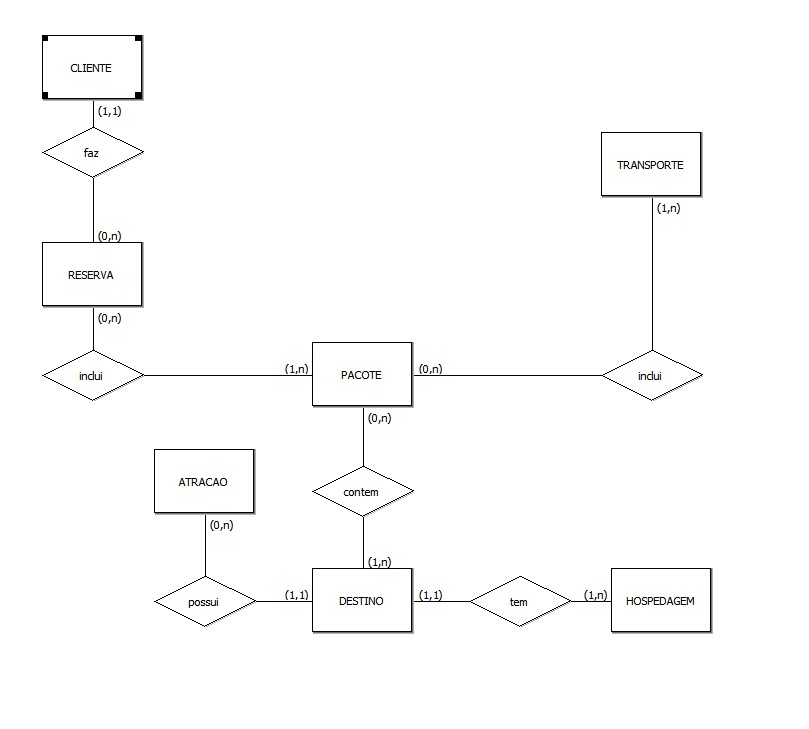 CLIENTE
(1,1)
faz
TRANSPORTE
(1,n)
(0,n)
RESERVA
(0,n)
inclui
(1,n)
PACOTE
(0,n)
inclui
(0,n)
ATRACAO
contem
(0,n)
(1,n)
possui
(1,1)
DESTINO
(1,1)
tem
(1,n)
HOSPEDAGEM